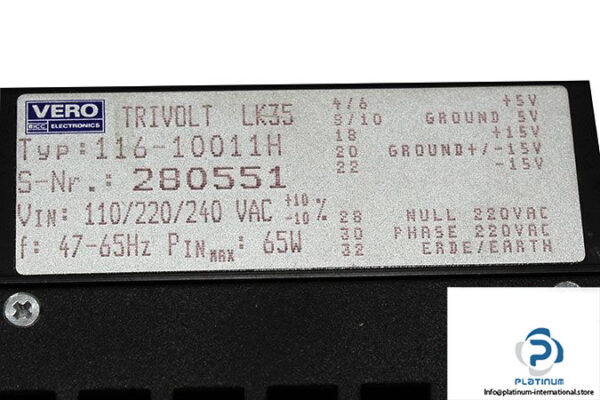 VERO
BICC ELECTRONICS
TRIVOLT LK35
Typ:116-10011H
S-Nr.: 280551
VIN: 110/220/240 VAC +10 -10 %
f: 47-65Hz PINMAX: 65W
4/6 +5V
8/10 GROUND 5V
18 +15V
20 GROUND+/-15V
22 -15V
28 NULL 220VAC
30 PHASE 220VAC
32 ERDE/EARTH
PLATINUM
info@platinum-international.store